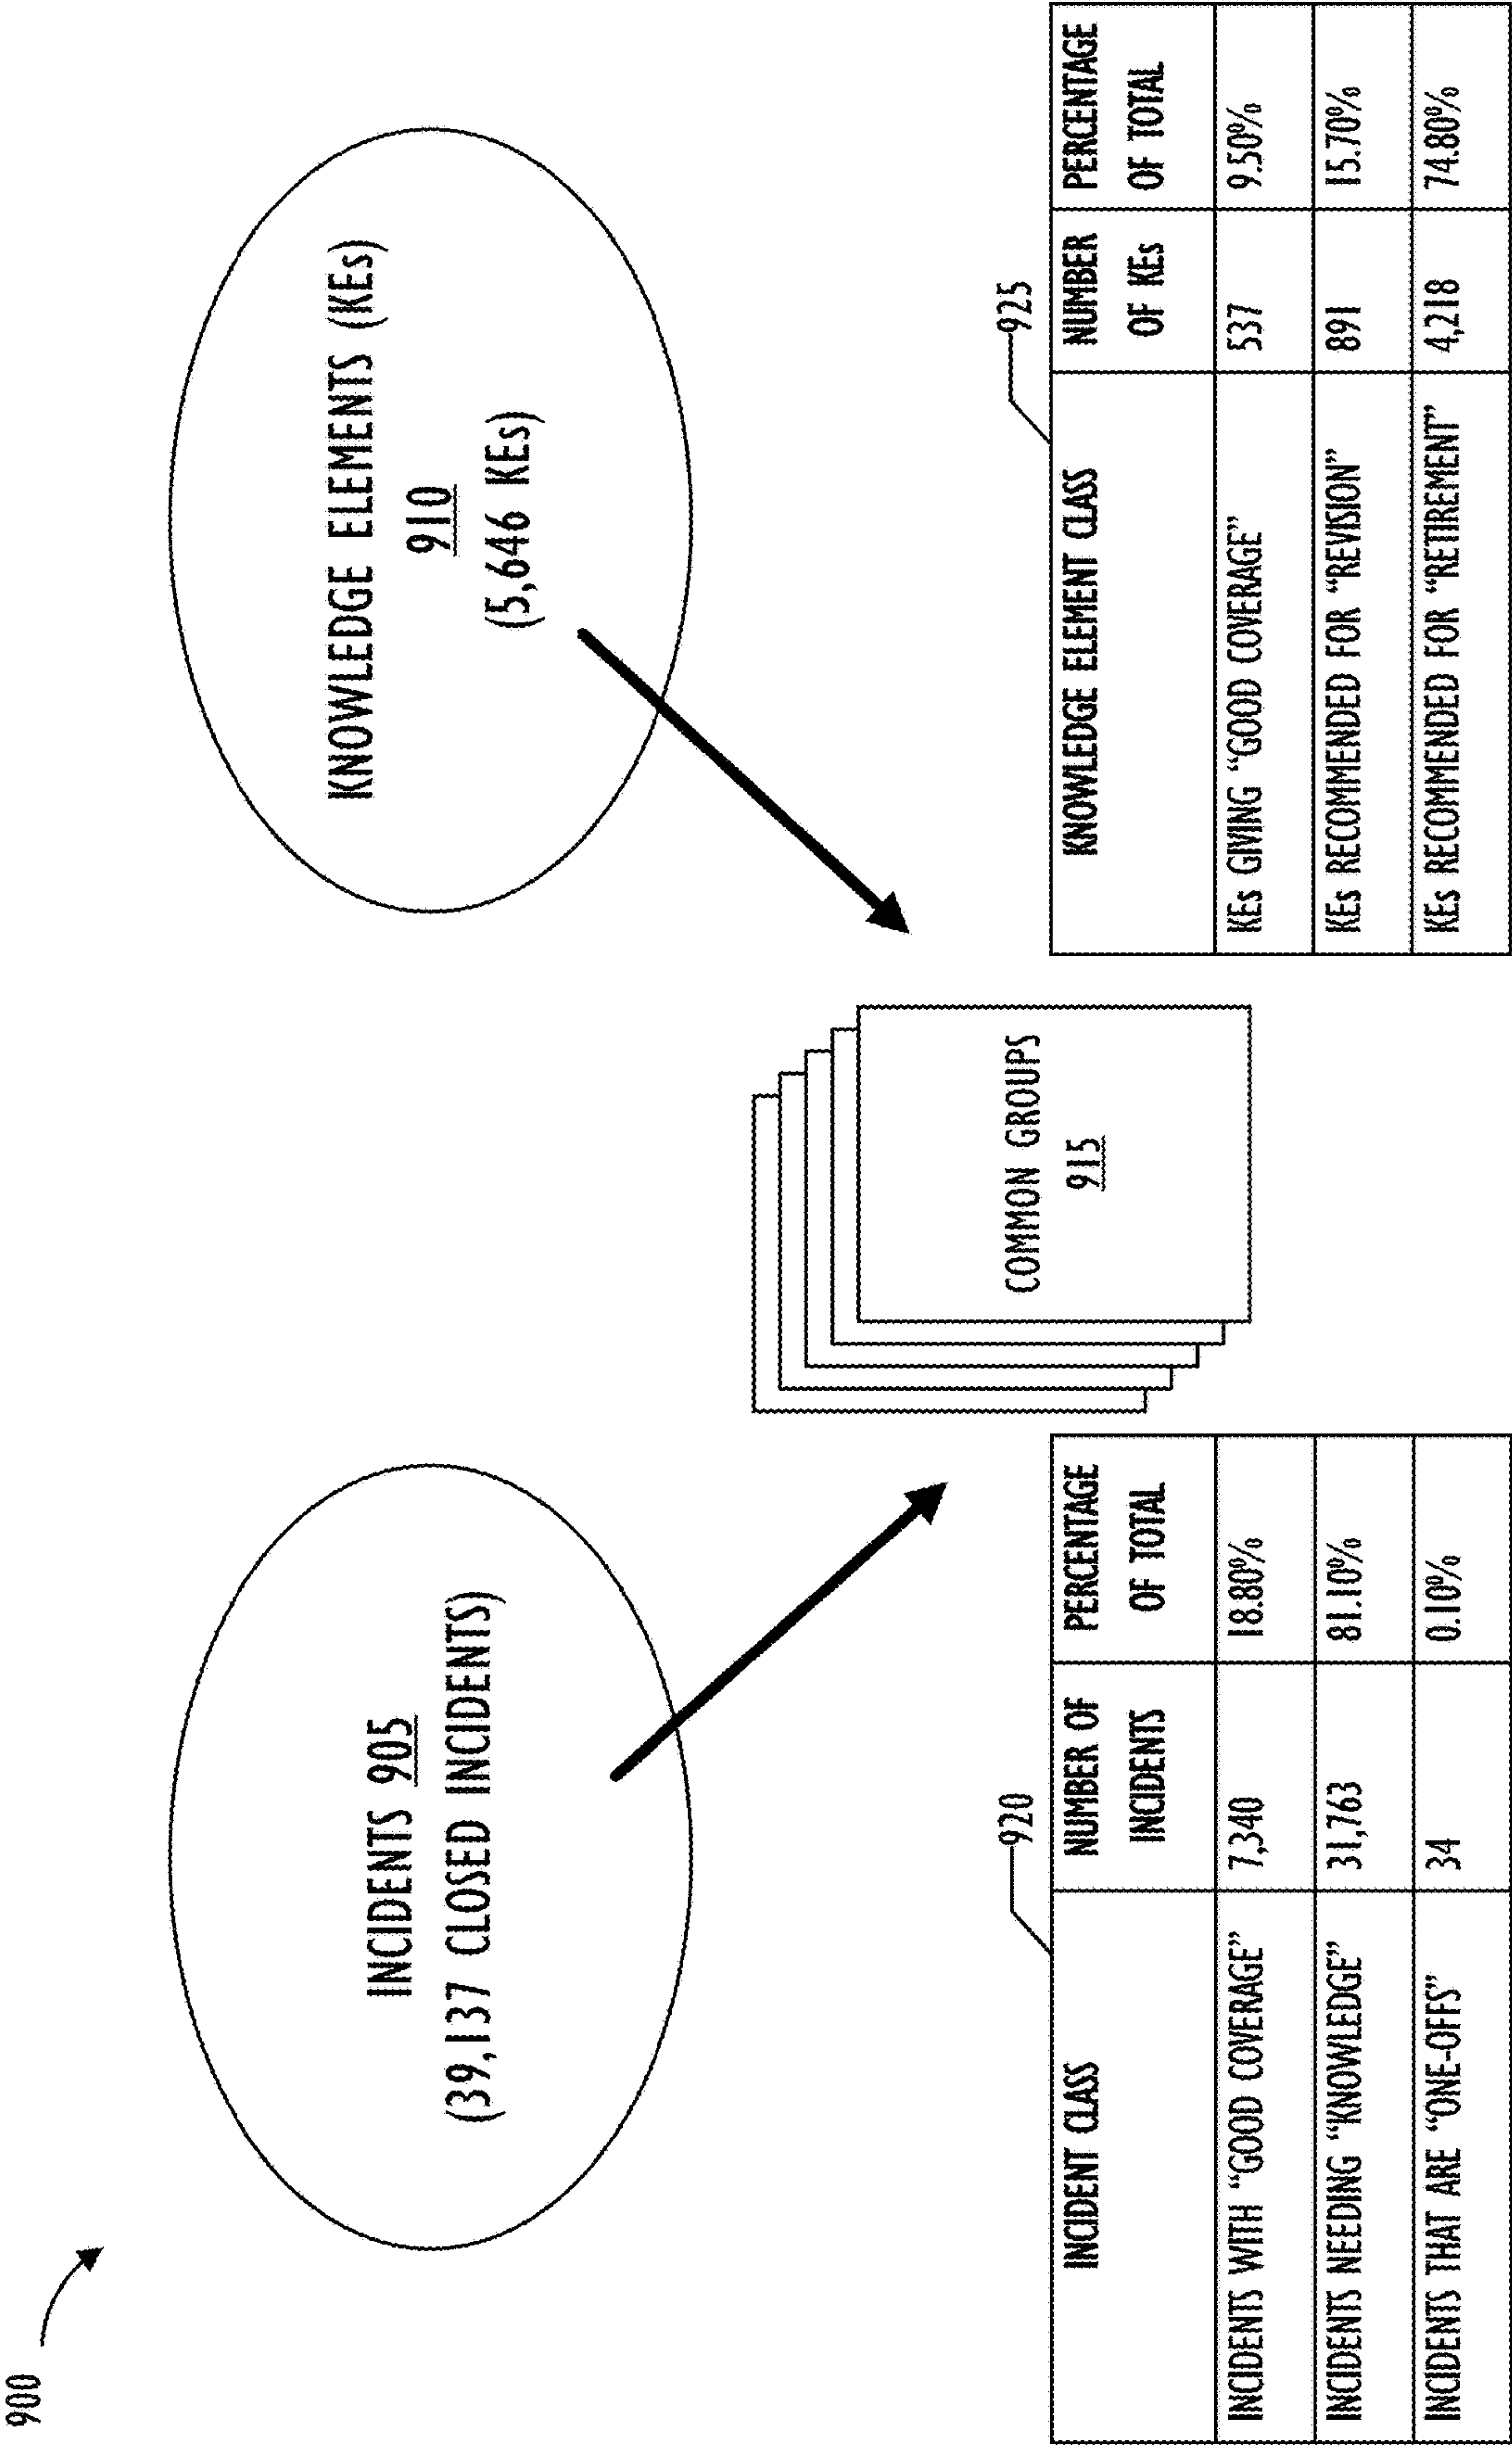 900
INCIDENTS 905
(39,137 CLOSED INCIDENTS)
KNOWLEDGE ELEMENTS (KEs)
910
(5,646 KEs)
COMMON GROUPS
915
920
INCIDENT CLASS NUMBER OF INCIDENTS PERCENTAGE OF TOTAL
INCIDENTS WITH “GOOD COVERAGE” 7,340 18.80%
INCIDENTS NEEDING “KNOWLEDGE” 31,763 81.10%
INCIDENTS THAT ARE “ONE-OFFS” 34 0.10%
925
KNOWLEDGE ELEMENT CLASS NUMBER OF KEs PERCENTAGE OF TOTAL
KEs GIVING “GOOD COVERAGE” 537 9.50%
KEs RECOMMENDED FOR “REVISION” 891 15.70%
KEs RECOMMENDED FOR “RETIREMENT” 4,218 74.80%